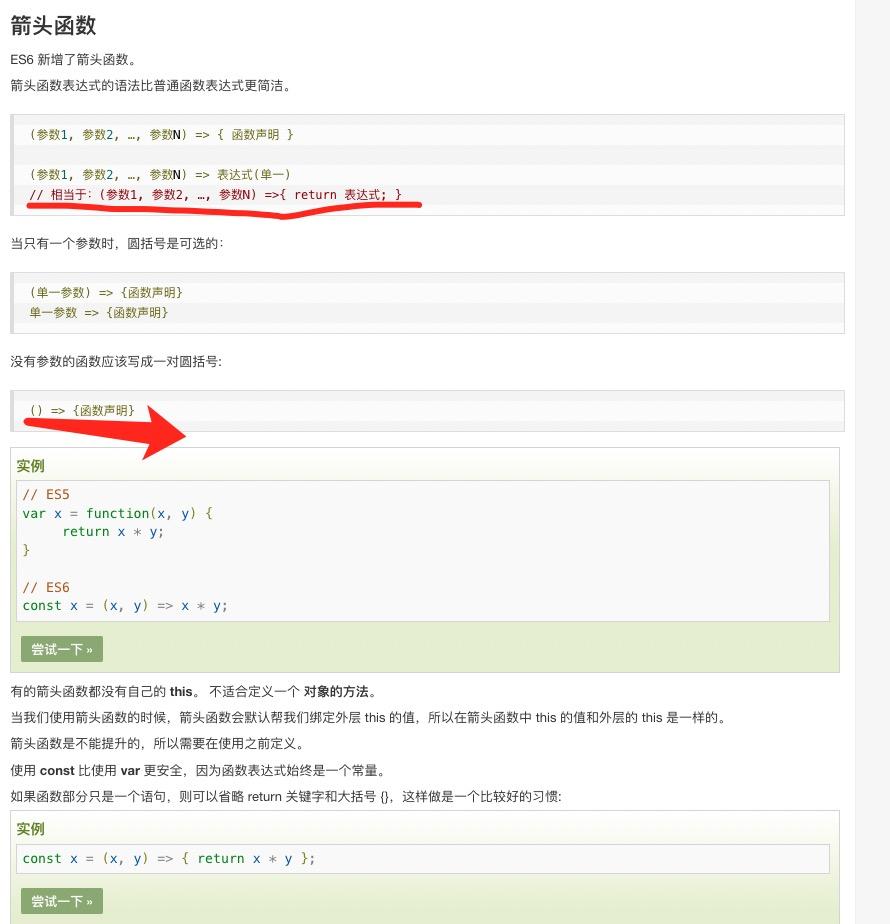 箭头函数
ES6 新增了箭头函数。
箭头函数表达式的语法比普通函数表达式更简洁。
(参数1, 参数2, …, 参数N) => { 函数声明 }
(参数1, 参数2, …, 参数N) => 表达式(单一)
// 相当于：(参数1, 参数2, …, 参数N) =>{ return 表达式; }
当只有一个参数时，圆括号是可选的：
(单一参数) => {函数声明}
单一参数 => {函数声明}
没有参数的函数应该写成一对圆括号:
() => {函数声明}
实例
// ES5
var x = function(x, y) {
     return x * y;
}
// ES6
const x = (x, y) => x * y;
尝试一下 »
有的箭头函数都没有自己的 this。 不适合定义一个 对象的方法。
当我们使用箭头函数的时候，箭头函数会默认帮我们绑定外层 this 的值，所以在箭头函数中 this 的值和外层的 this 是一样的。
箭头函数是不能提升的，所以需要在使用之前定义。
使用 const 比使用 var 更安全，因为函数表达式始终是一个常量。
如果函数部分只是一个语句，则可以省略 return 关键字和大括号 {}，这样做是一个比较好的习惯:
实例
const x = (x, y) => { return x * y };
尝试一下 »